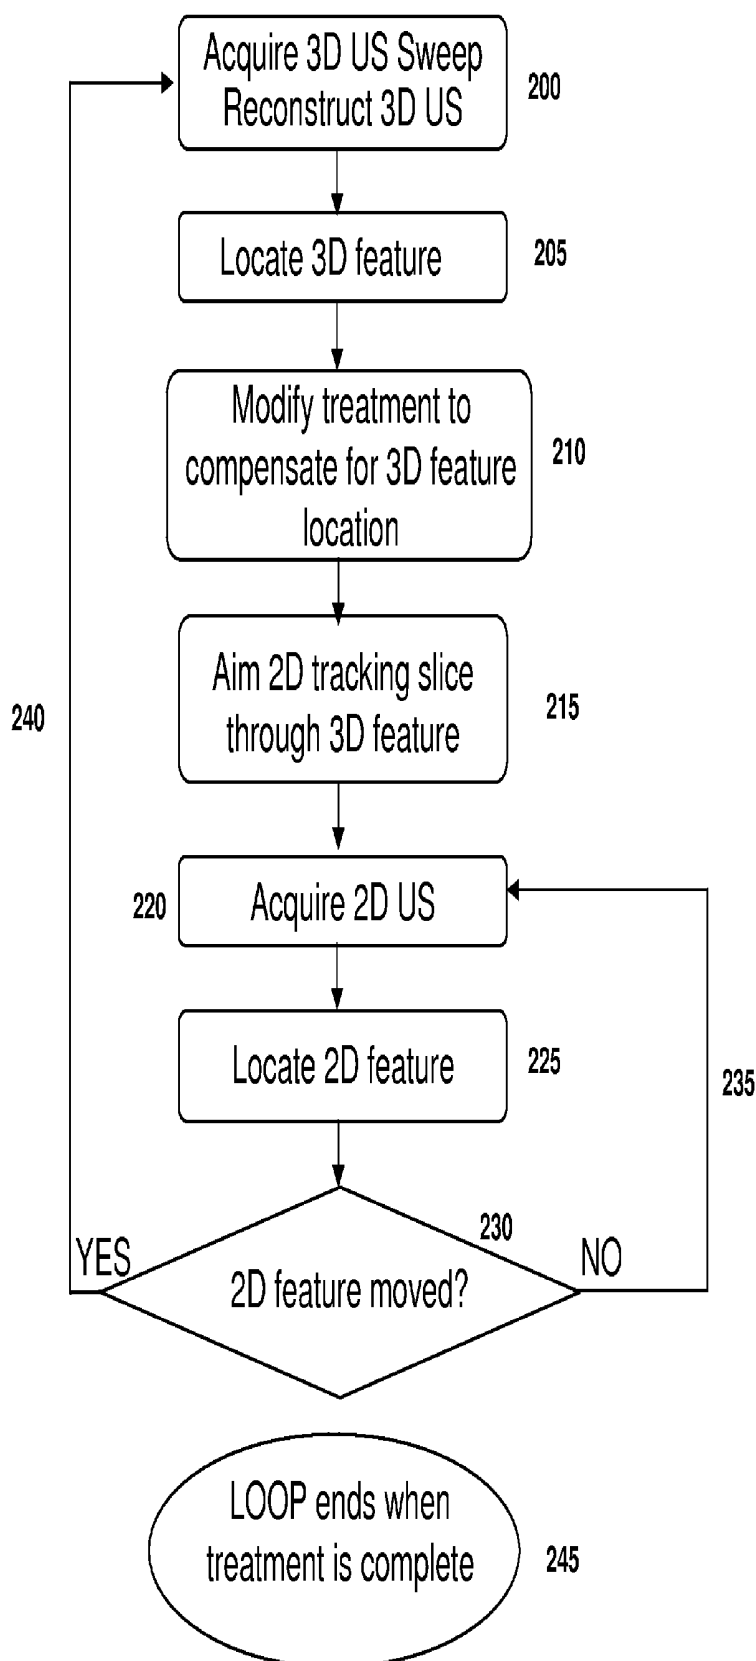 Acquire 3D US Sweep
Reconstruct 3D US
200
Locate 3D feature
205
Modify treatment to
compensate for 3D feature
location
210
Aim 2D tracking slice
through 3D feature
215
240
Acquire 2D US
220
Locate 2D feature
225
235
230
YES
NO
2D feature moved?
LOOP ends when
treatment is complete
245